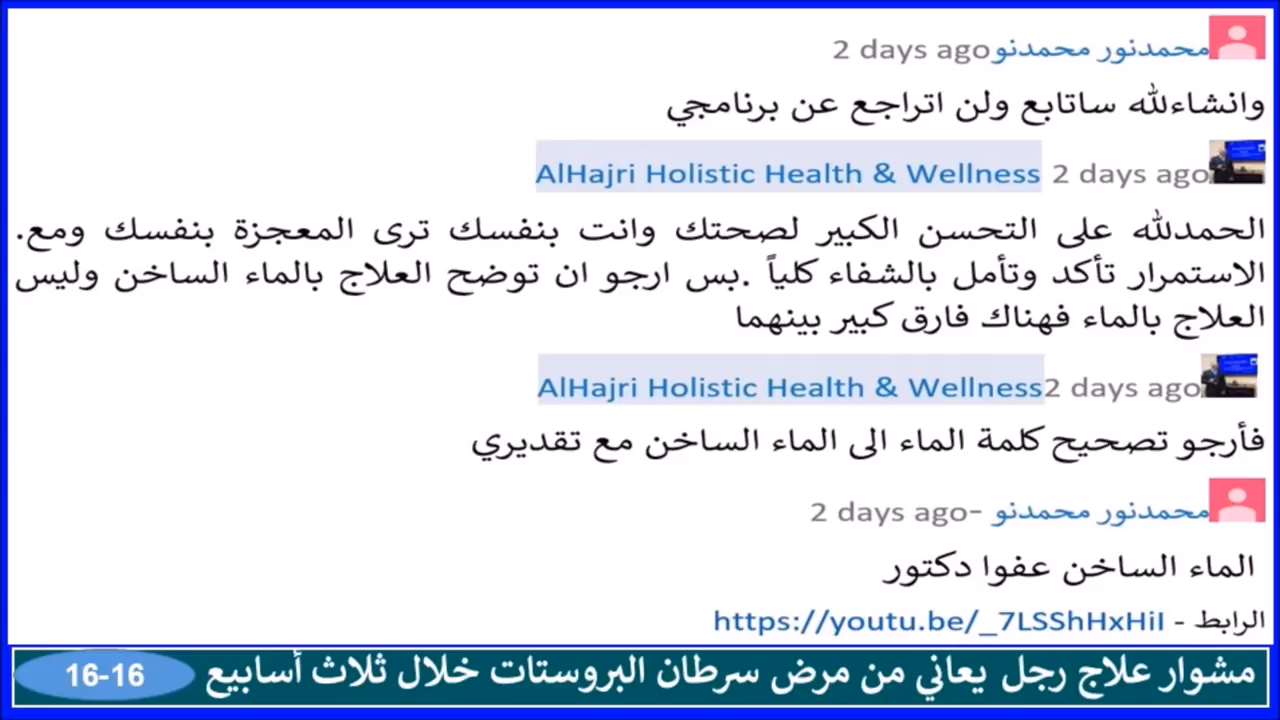 محمدنور محمدنو 2 days ago
وانشاءلله ساتابع ولن اتراجع عن برنامجي
AlHajri Holistic Health & Wellness 2 days ago
الحمدلله على التحسن الكبير لصحتك وانت بنفسك ترى المعجزة بنفسك ومع.
الاستمرار تأكد وتأمل بالشفاء كلياً .بس ارجو ان توضح العلاج بالماء الساخن وليس
العلاج بالماء فهناك فارق كبير بينهما
AlHajri Holistic Health & Wellness 2 days ago
فأرجو تصحيح كلمة الماء الى الماء الساخن مع تقديري
محمدنور محمدنو -2 days ago
الماء الساخن عفوا دكتور
الرابط - https://youtu.be/_7LSShHxHiI
مشوار علاج رجل يعاني من مرض سرطان البروستات خلال ثلاث أسابيع 16-16